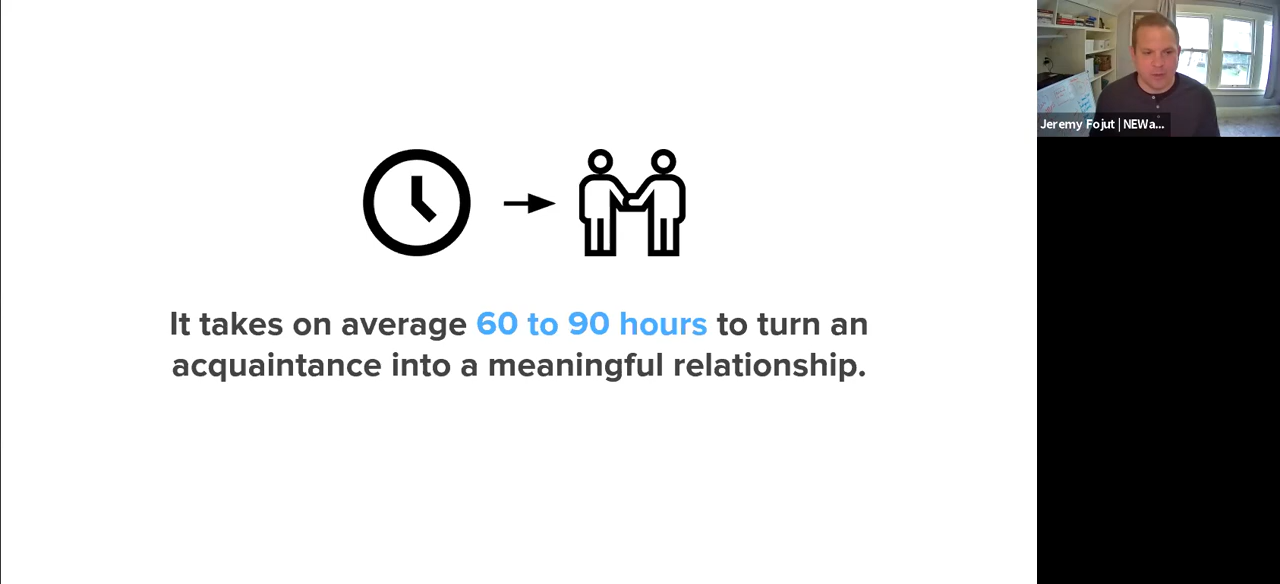 It takes on average 60 to 90 hours to turn an
acquaintance into a meaningful relationship.
Jeremy Fojut | NEWa...